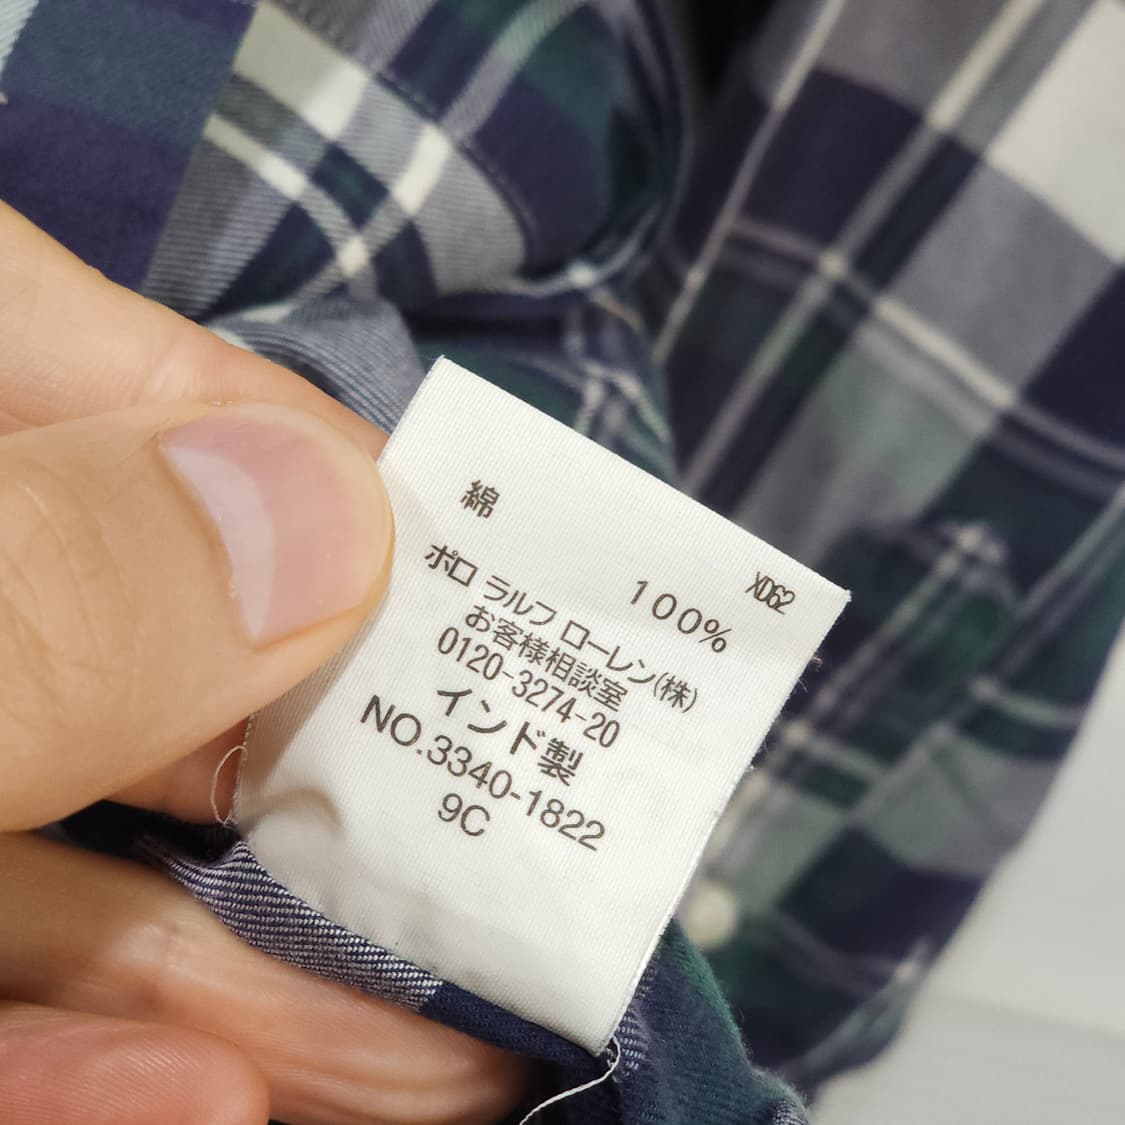 XD62
綿
100%
ポロ ラルフ ローレン(株)
お客様相談室
0120-3274-20
インド製
NO.3340-1822
9C